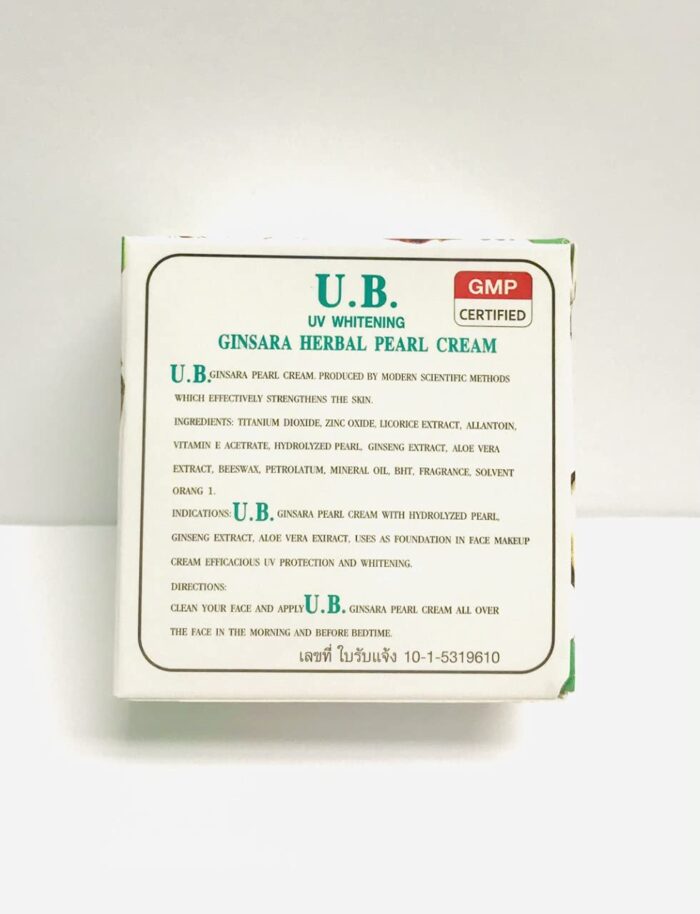 U.B.
UV WHITENING
GINSARA HERBAL PEARL CREAM
GMP
CERTIFIED
U.B. GINSARA PEARL CREAM. PRODUCED BY MODERN SCIENTIFIC METHODS
WHICH EFFECTIVELY STRENGTHENS THE SKIN.
INGREDIENTS: TITANIUM DIOXIDE, ZINC OXIDE, LICORICE EXTRACT, ALLANTOIN,
VITAMIN E ACETRATE, HYDROLYZED PEARL, GINSENG EXTRACT, ALOE VERA
EXTRACT, BEESWAX, PETROLATUM, MINERAL OIL, BHT, FRAGRANCE, SOLVENT
ORANG 1.
INDICATIONS: U.B. GINSARA PEARL CREAM WITH HYDROLYZED PEARL,
GINSENG EXTRACT, ALOE VERA EXIRACT, USES AS FOUNDATION IN FACE MAKEUP
CREAM EFFICACIOUS UV PROTECTION AND WHITENING.
DIRECTIONS:
CLEAN YOUR FACE AND APPLY U.B. GINSARA PEARL CREAM ALL OVER
THE FACE IN THE MORNING AND BEFORE BEDTIME.
เลขที่ ใบรับแจ้ง 10-1-5319610